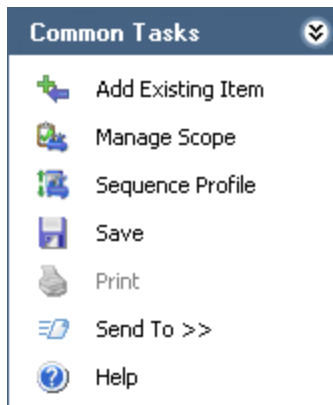 Common Tasks
Add Existing Item
Manage Scope
Sequence Profile
Save
Print
Send To >>
Help